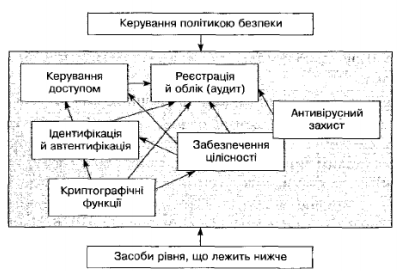 Керування політикою безпеки
Керування
доступом
Реєстрація
й облік (аудит)
Антивірусний
захист
Ідентифікація
й автентифікація
Забезпечення
цілісності
Криптографічні
функції
Засоби рівня, що лежить нижче